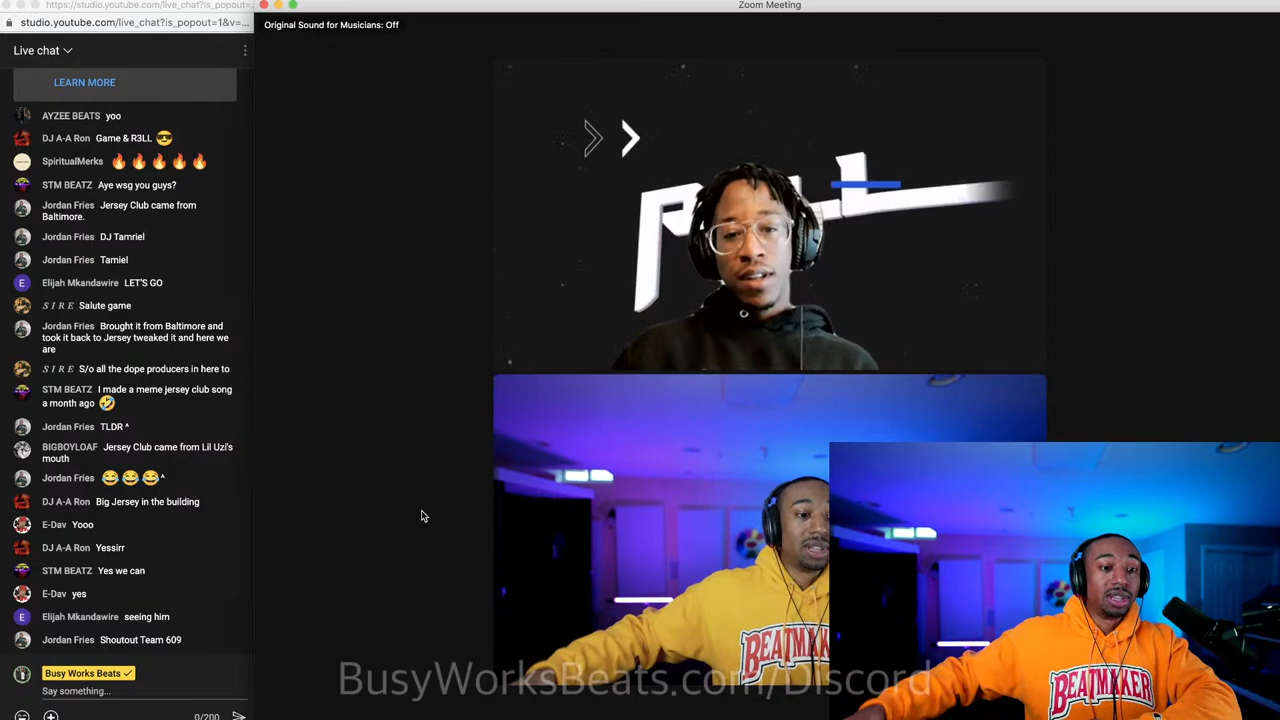 https://studio.youtube.com/live_chat?is_popout=1&v=...
studio.youtube.com/live_chat?is_popout=1&v=...
Live chat
LEARN MORE
AYZEE BEATS yoo
DJ A-A Ron Game & R3LL 😎
SpiritualMerks 🔥🔥🔥🔥🔥
STM BEATZ Aye wsg you guys?
Jordan Fries Jersey Club came from
Baltimore.
Jordan Fries DJ Tamriel
Jordan Fries Tamiel
E
Elijah Mkandawire LET'S GO
S I R E Salute game
Jordan Fries Brought it from Baltimore and
took it back to Jersey tweaked it and here we
are
S I R E S/o all the dope producers in here to
STM BEATZ I made a meme jersey club song
a month ago 🤣
Jordan Fries TLDR ^
BIGBOYLOAF Jersey Club came from Lil Uzi's
mouth
Jordan Fries 😂😂😂^
DJ A-A Ron Big Jersey in the building
E-Dav Yooo
DJ A-A Ron Yessirr
STM BEATZ Yes we can
E-Dav yes
E
Elijah Mkandawire seeing him
Jordan Fries Shoutout Team 609
Busy Works Beats ✓
Say something...
0/200
Zoom Meeting
Original Sound for Musicians: Off
BEATMAKER
BEATMAKER
BusyWorksBeats.com/Discord